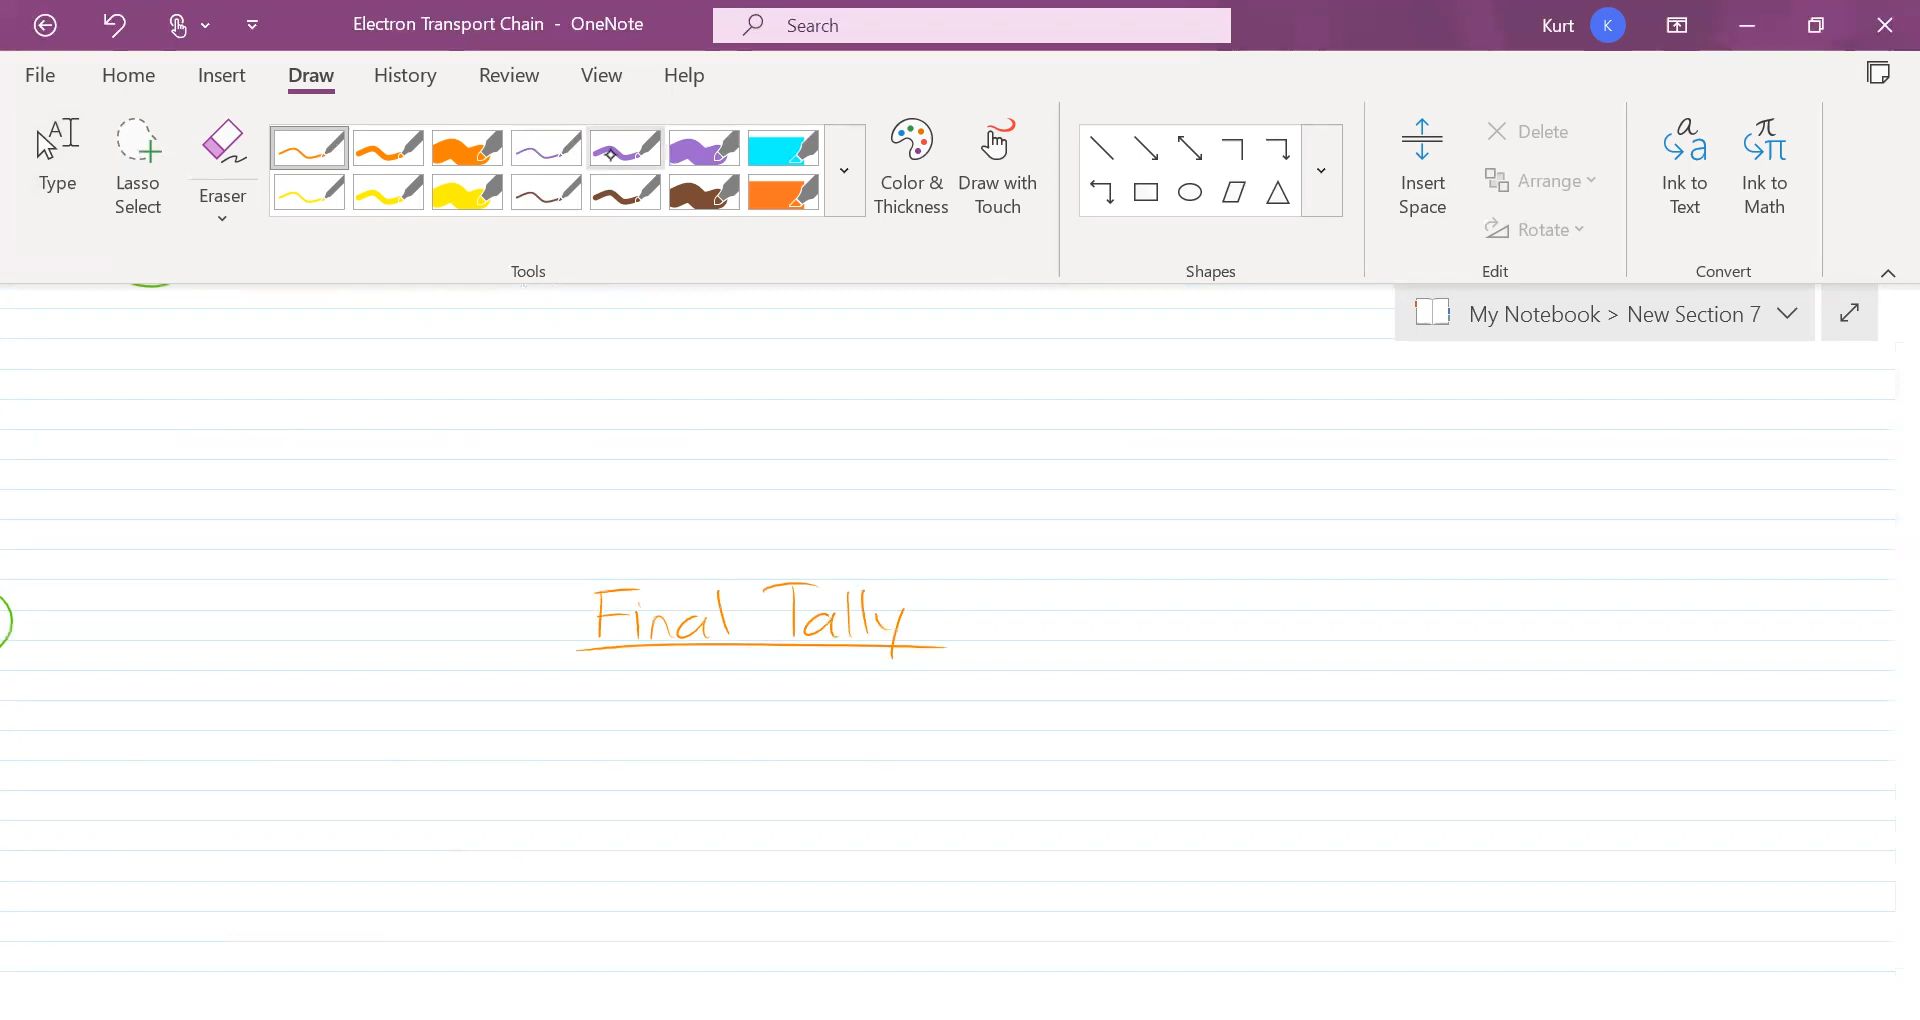 Electron Transport Chain - OneNote
Search
Kurt K
File Home Insert Draw History Review View Help
Type
Lasso Select
Eraser
Color & Thickness
Draw with Touch
Insert Space
Delete
Arrange
Rotate
Ink to Text
Ink to Math
Tools Shapes Edit Convert
My Notebook > New Section 7
Final Tally